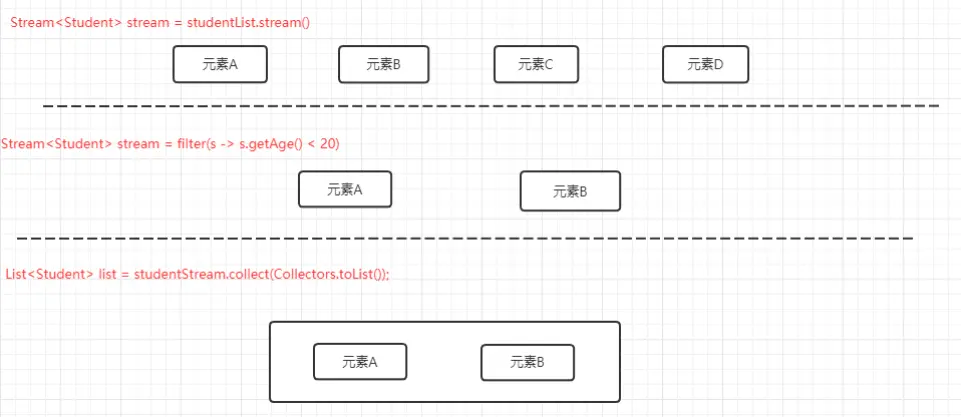 Stream<Student> stream = studentList.stream()
元素A 元素B 元素C 元素D
Stream<Student> stream = filter(s -> s.getAge() < 20)
元素A 元素B
List<Student> list = studentStream.collect(Collectors.toList());
元素A 元素B